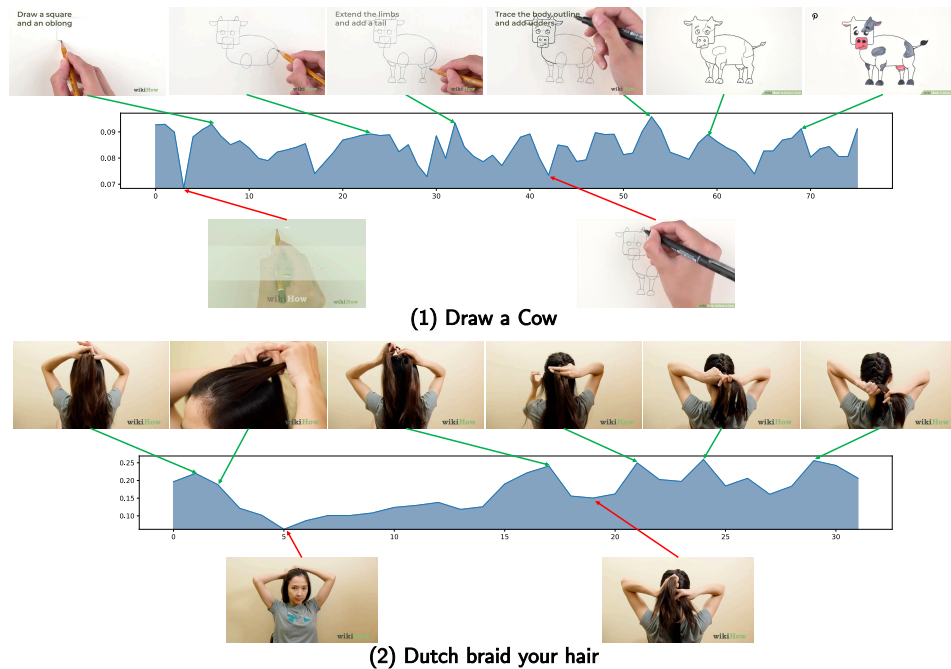 Draw a square
and an oblong
Extend the limbs
and add a tail
Trace the body outline
and add udders
wikiHow
wikiHow
wikiHow
0.09
0.08
0.07
0 10 20 30 40 50 60 70
wikiHow
wikiHow
(1) Draw a Cow
wikiHow
wikiHow
wikiHow
wikiHow
wikiHow
wikiHow
0.25
0.20
0.15
0.10
0 5 10 15 20 25 30
wikiHow
wikiHow
(2) Dutch braid your hair